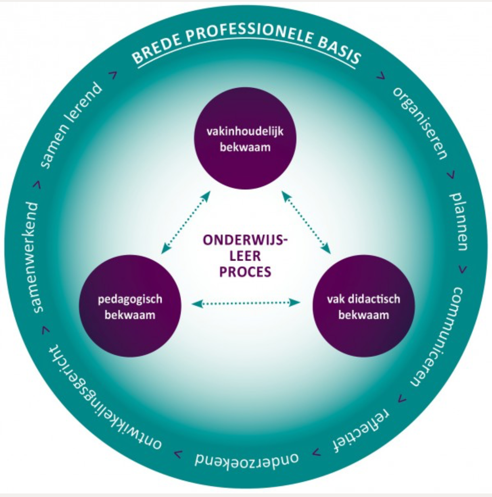 BREDE PROFESSIONELE BASIS
>
organiseren
>
plannen
>
communiceren
>
reflectief
>
onderzoekend
>
ontwikkelingsgericht
>
samenwerkend
>
samen lerend
>
vakinhoudelijk
bekwaam
ONDERWIJS-
LEER
PROCES
pedagogisch
bekwaam
vak didactisch
bekwaam